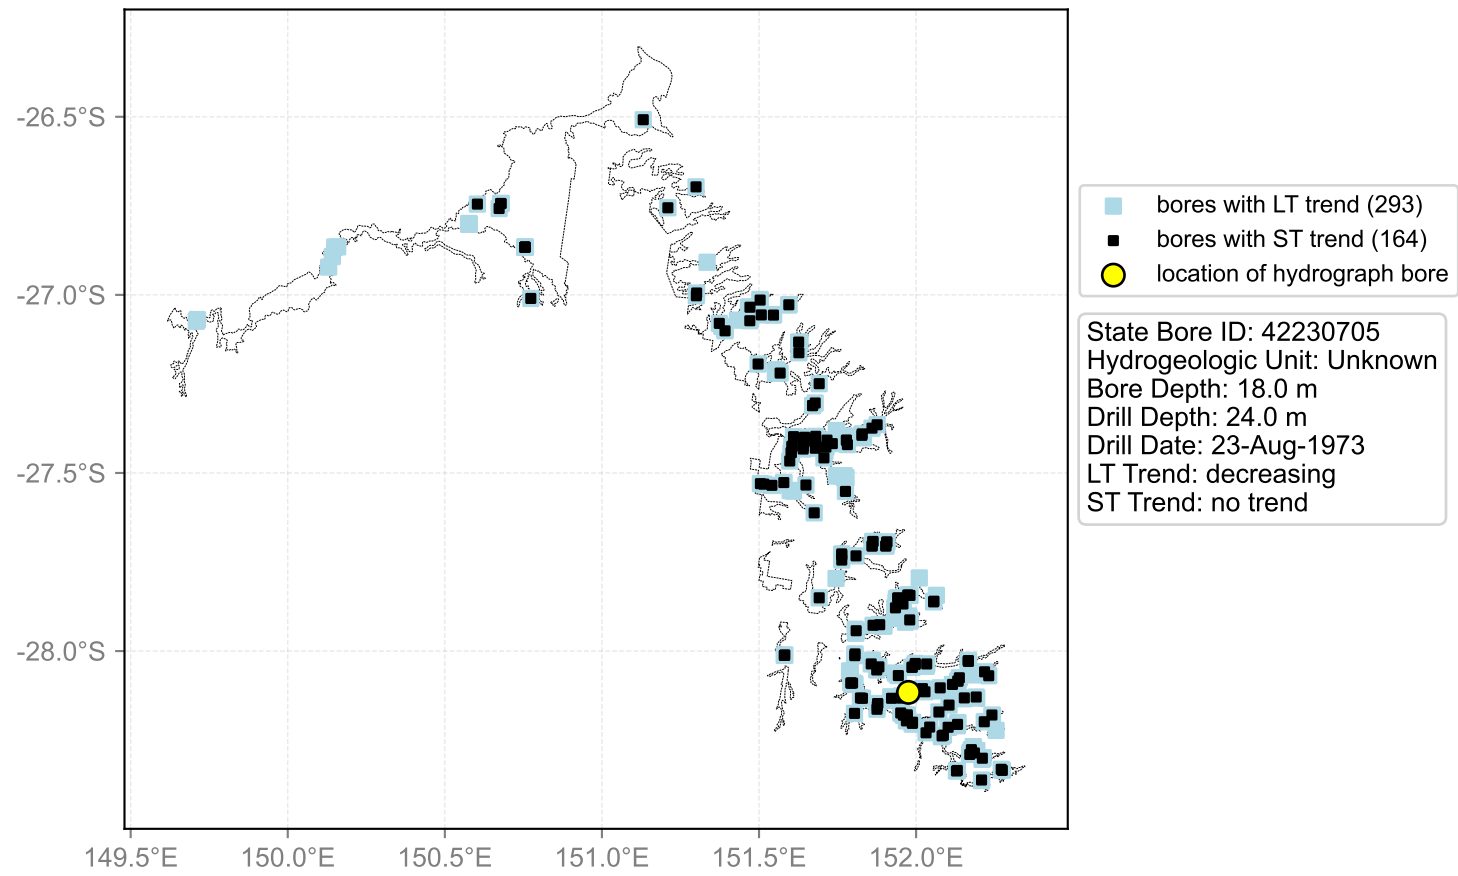 -26.5°S
-27.0°S
-27.5°S
-28.0°S
149.5°E 150.0°E 150.5°E 151.0°E 151.5°E 152.0°E
bores with LT trend (293)
bores with ST trend (164)
location of hydrograph bore
State Bore ID: 42230705
Hydrogeologic Unit: Unknown
Bore Depth: 18.0 m
Drill Depth: 24.0 m
Drill Date: 23-Aug-1973
LT Trend: decreasing
ST Trend: no trend